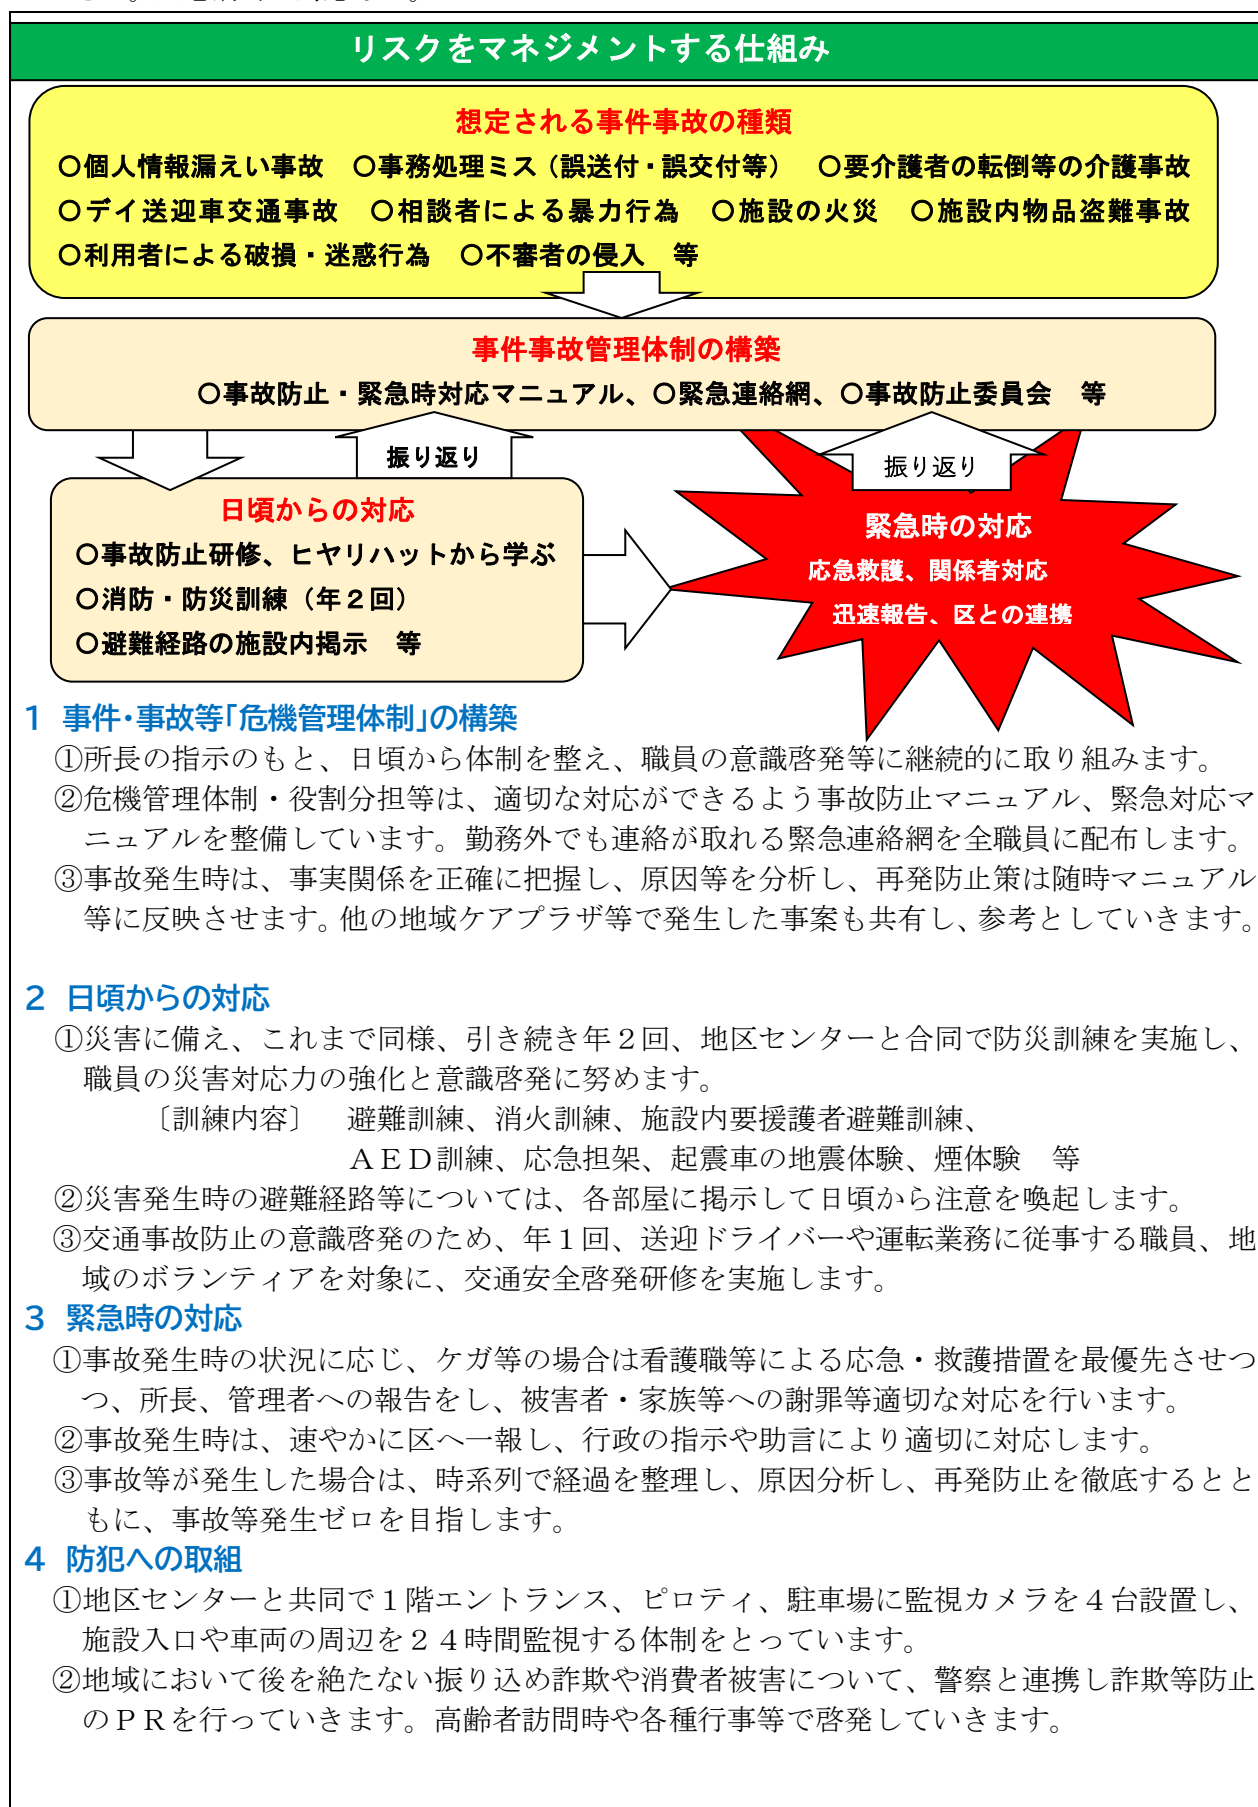 リスクをマネジメントする仕組み
想定される事件事故の種類
〇個人情報漏えい事故　〇事務処理ミス（誤送付・誤交付等）　〇要介護者の転倒等の介護事故
〇デイ送迎車交通事故　〇相談者による暴力行為　〇施設の火災　〇施設内物品盗難事故
〇利用者による破損・迷惑行為　〇不審者の侵入　等
事件事故管理体制の構築
〇事故防止・緊急時対応マニュアル、〇緊急連絡網、〇事故防止委員会　等
振り返り
振り返り
日頃からの対応
〇事故防止研修、ヒヤリハットから学ぶ
〇消防・防災訓練（年２回）
〇避難経路の施設内掲示　等
緊急時の対応
応急救護、関係者対応
迅速報告、区との連携
１ 事件・事故等「危機管理体制」の構築
①所長の指示のもと、日頃から体制を整え、職員の意識啓発等に継続的に取り組みます。
②危機管理体制・役割分担等は、適切な対応ができるよう事故防止マニュアル、緊急対応マ
ニュアルを整備しています。勤務外でも連絡が取れる緊急連絡網を全職員に配布します。
③事故発生時は、事実関係を正確に把握し、原因等を分析し、再発防止策は随時マニュアル
等に反映させます。他の地域ケアプラザ等で発生した事案も共有し、参考としていきます。
２ 日頃からの対応
①災害に備え、これまで同様、引き続き年２回、地区センターと合同で防災訓練を実施し、
職員の災害対応力の強化と意識啓発に努めます。
〔訓練内容〕　避難訓練、消火訓練、施設内要援護者避難訓練、
ＡＥＤ訓練、応急担架、起震車の地震体験、煙体験　等
②災害発生時の避難経路等については、各部屋に掲示して日頃から注意を喚起します。
③交通事故防止の意識啓発のため、年１回、送迎ドライバーや運転業務に従事する職員、地
域のボランティアを対象に、交通安全啓発研修を実施します。
３ 緊急時の対応
①事故発生時の状況に応じ、ケガ等の場合は看護職等による応急・救護措置を最優先させつ
つ、所長、管理者への報告をし、被害者・家族等への謝罪等適切な対応を行います。
②事故発生時は、速やかに区へ一報し、行政の指示や助言により適切に対応します。
③事故等が発生した場合は、時系列で経過を整理し、原因分析し、再発防止を徹底するとと
もに、事故等発生ゼロを目指します。
４ 防犯への取組
①地区センターと共同で１階エントランス、ピロティ、駐車場に監視カメラを４台設置し、
施設入口や車両の周辺を２４時間監視する体制をとっています。
②地域において後を絶たない振り込め詐欺や消費者被害について、警察と連携し詐欺等防止
のＰＲを行っていきます。高齢者訪問時や各種行事等で啓発していきます。